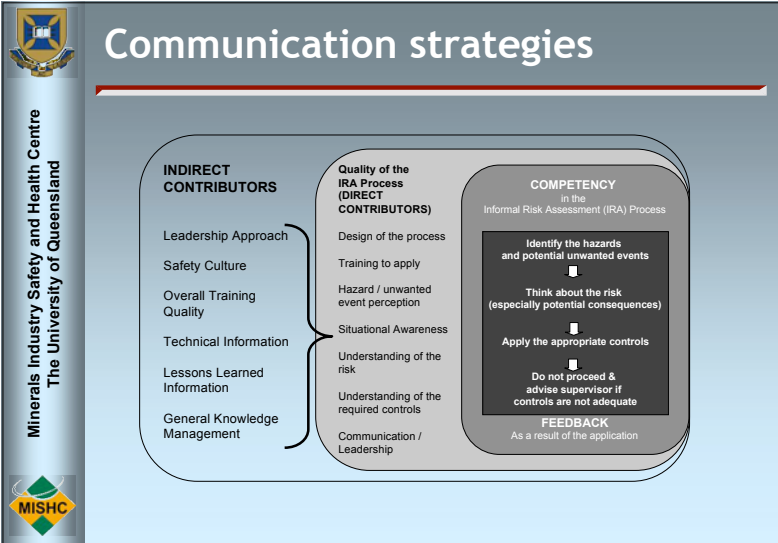 Communication strategies
Minerals Industry Safety and Health Centre
The University of Queensland
MISHC
INDIRECT
CONTRIBUTORS
Leadership Approach
Safety Culture
Overall Training
Quality
Technical Information
Lessons Learned
Information
General Knowledge
Management
Quality of the
IRA Process
(DIRECT
CONTRIBUTORS)
Design of the process
Training to apply
Hazard / unwanted
event perception
Situational Awareness
Understanding of the
risk
Understanding of the
required controls
Communication /
Leadership
COMPETENCY
in the
Informal Risk Assessment (IRA) Process
Identify the hazards
and potential unwanted events
Think about the risk
(especially potential consequences)
Apply the appropriate controls
Do not proceed &
advise supervisor if
controls are not adequate
FEEDBACK
As a result of the application